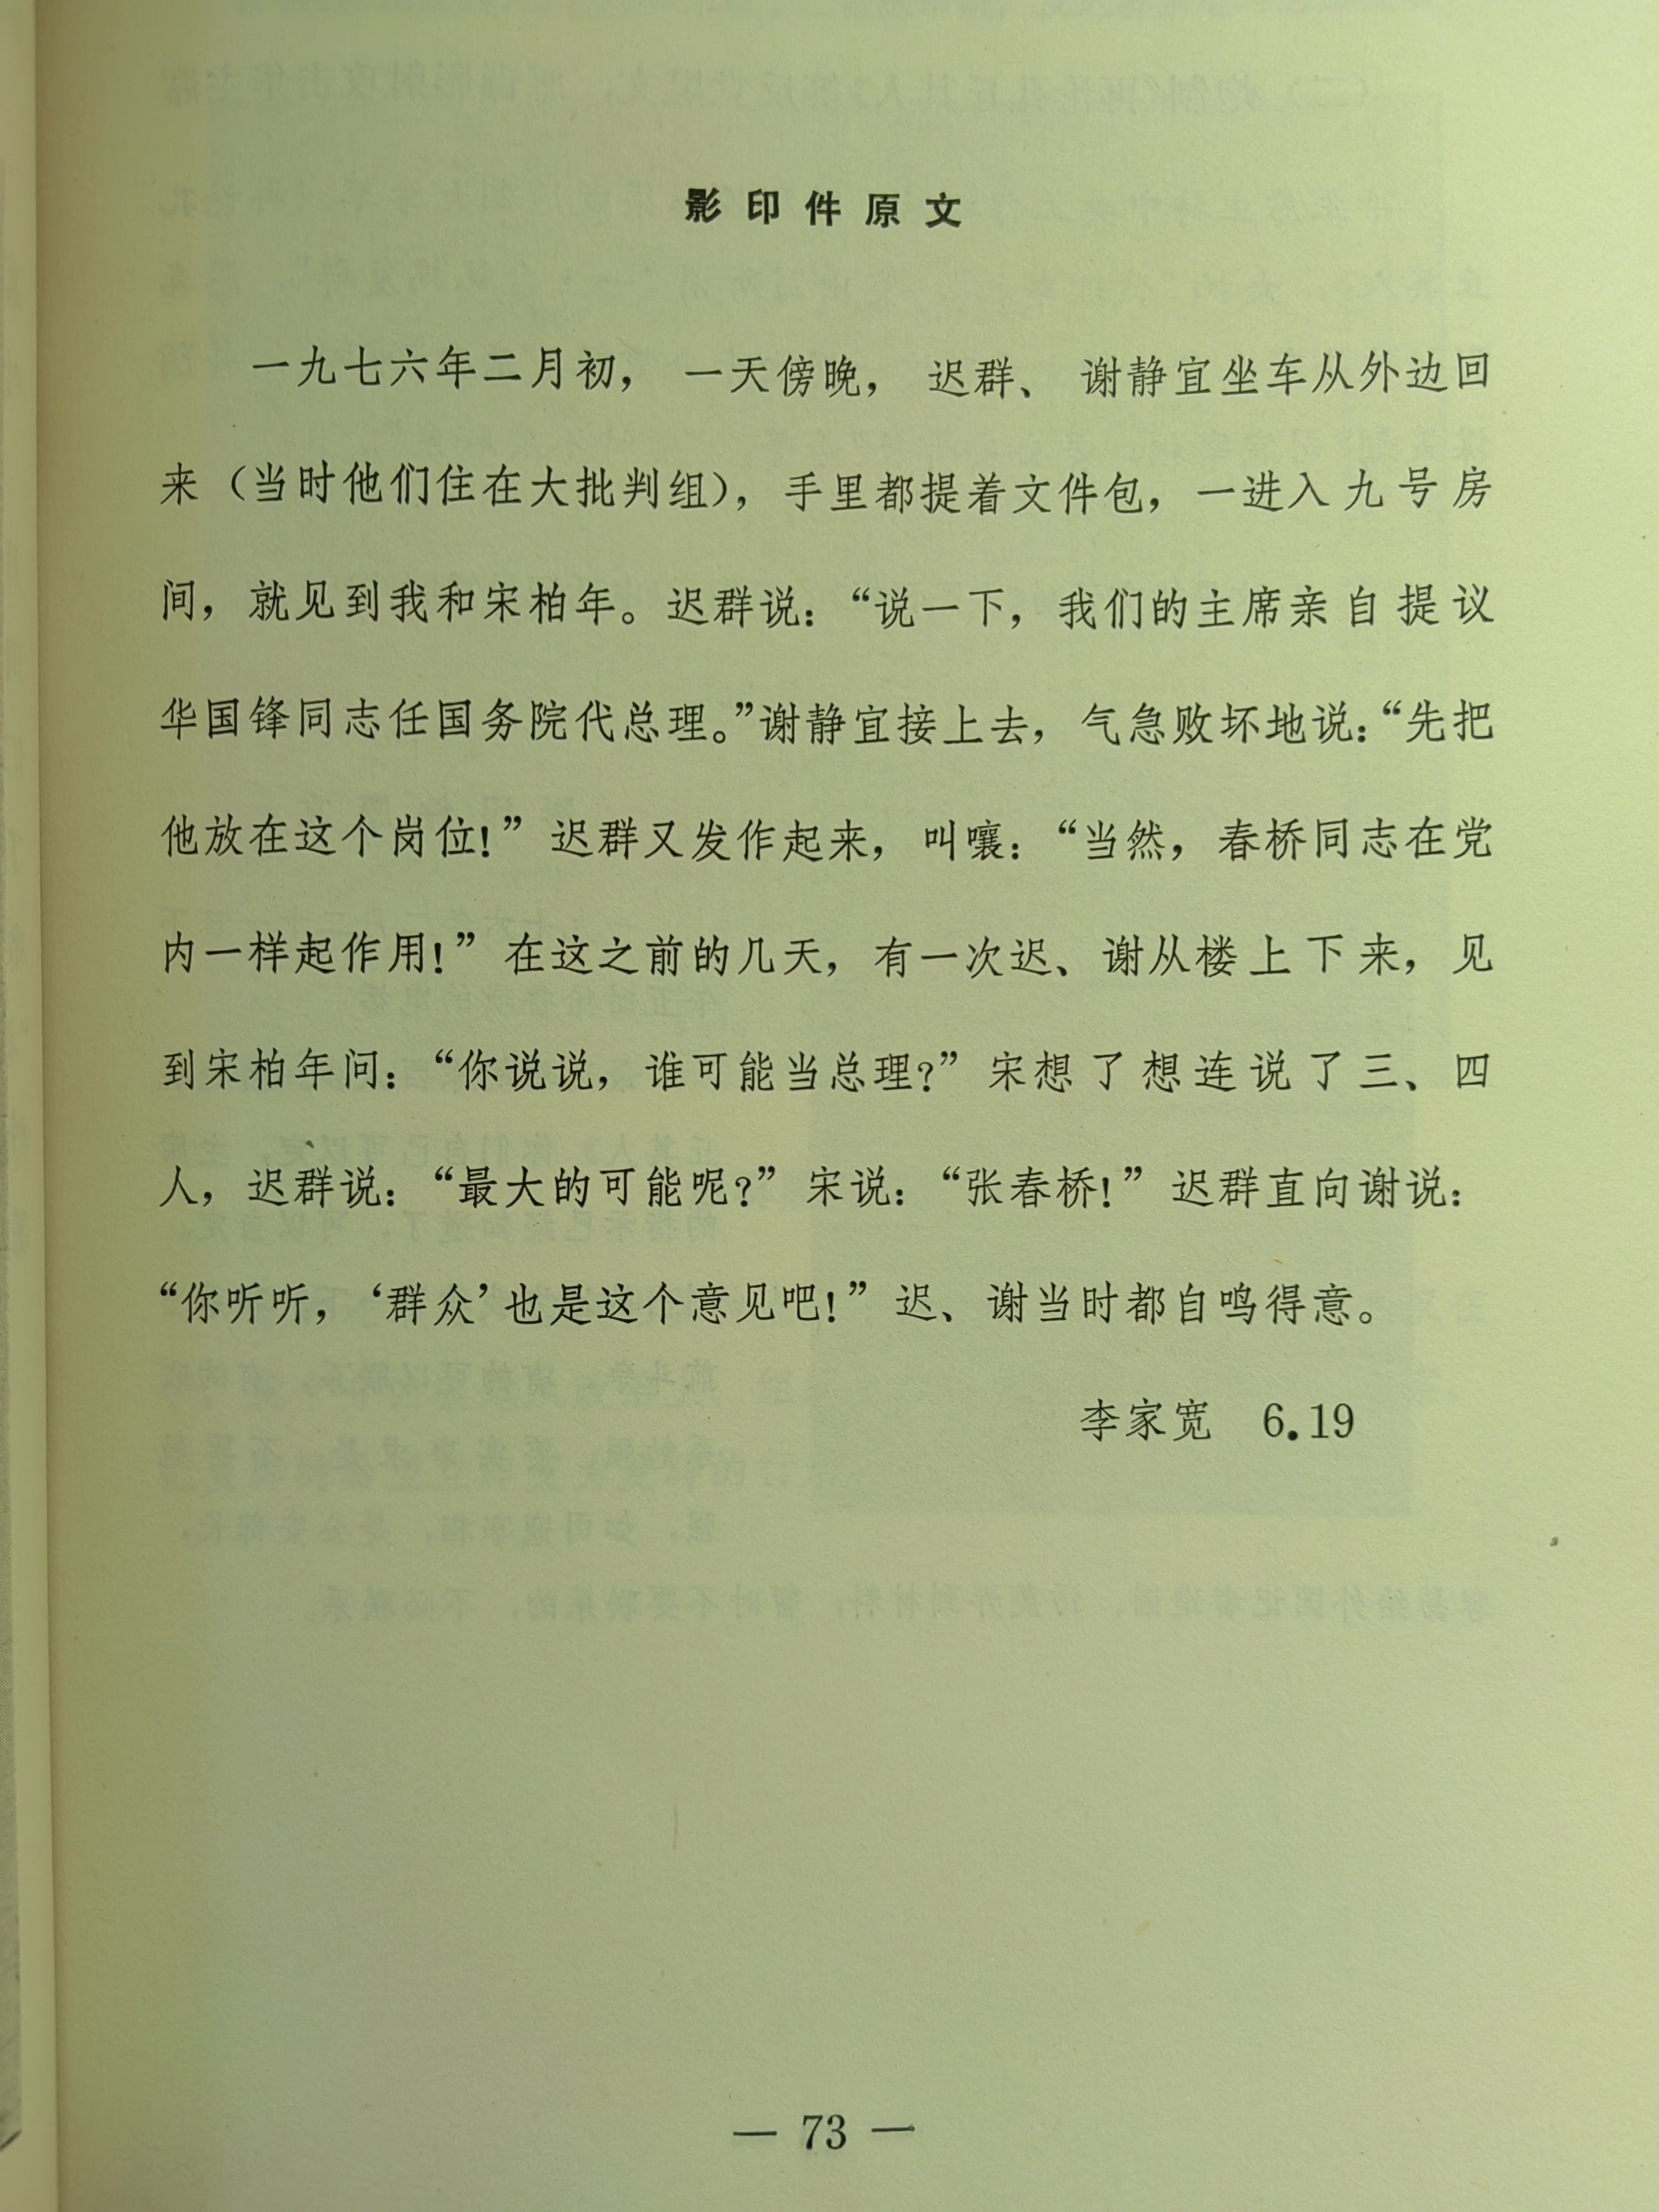 影印件原文
一九七六年二月初，一天傍晚，迟群、谢静宜坐车从外边回
来（当时他们住在大批判组），手里都提着文件包，一进入九号房
间，就见到我和宋柏年。迟群说：“说一下，我们的主席亲自提议
华国锋同志任国务院代总理。”谢静宜接上去，气急败坏地说：“先把
他放在这个岗位！”迟群又发作起来，叫嚷：“当然，春桥同志在党
内一样起作用！”在这之前的几天，有一次迟、谢从楼上下来，见
到宋柏年问：“你说说，谁可能当总理？”宋想了想连说了三、四
人，迟群说：“最大的可能呢？”宋说：“张春桥！”迟群直向谢说：
“你听听，‘群众’也是这个意见吧！”迟、谢当时都自鸣得意。
李家宽 6.19
— 73 —